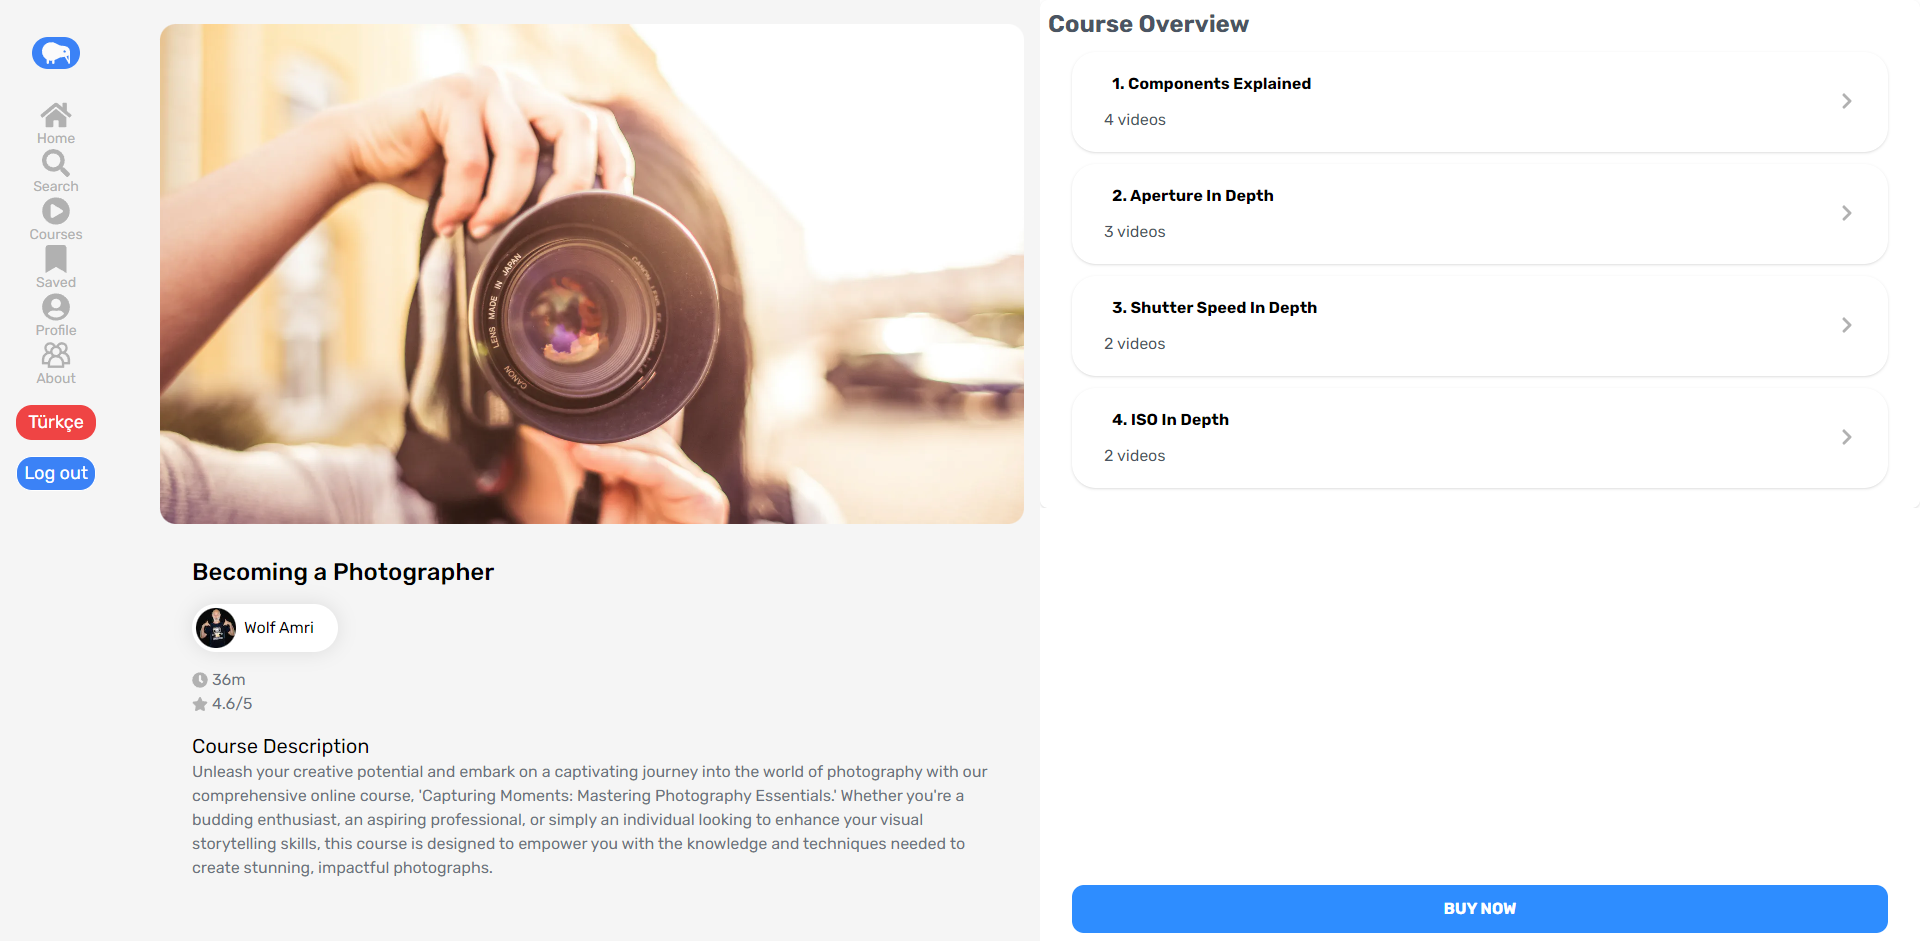 Home
Search
Courses
Saved
Profile
About
Türkçe
Log out
LENS MADE IN JAPAN
CANON
CANON LENS
Becoming a Photographer
Wolf Amri
36m
4.6/5
Course Description
Unleash your creative potential and embark on a captivating journey into the world of photography with our
comprehensive online course, 'Capturing Moments: Mastering Photography Essentials.' Whether you're a
budding enthusiast, an aspiring professional, or simply an individual looking to enhance your visual
storytelling skills, this course is designed to empower you with the knowledge and techniques needed to
create stunning, impactful photographs.
Course Overview
1. Components Explained
4 videos
2. Aperture In Depth
3 videos
3. Shutter Speed In Depth
2 videos
4. ISO In Depth
2 videos
BUY NOW